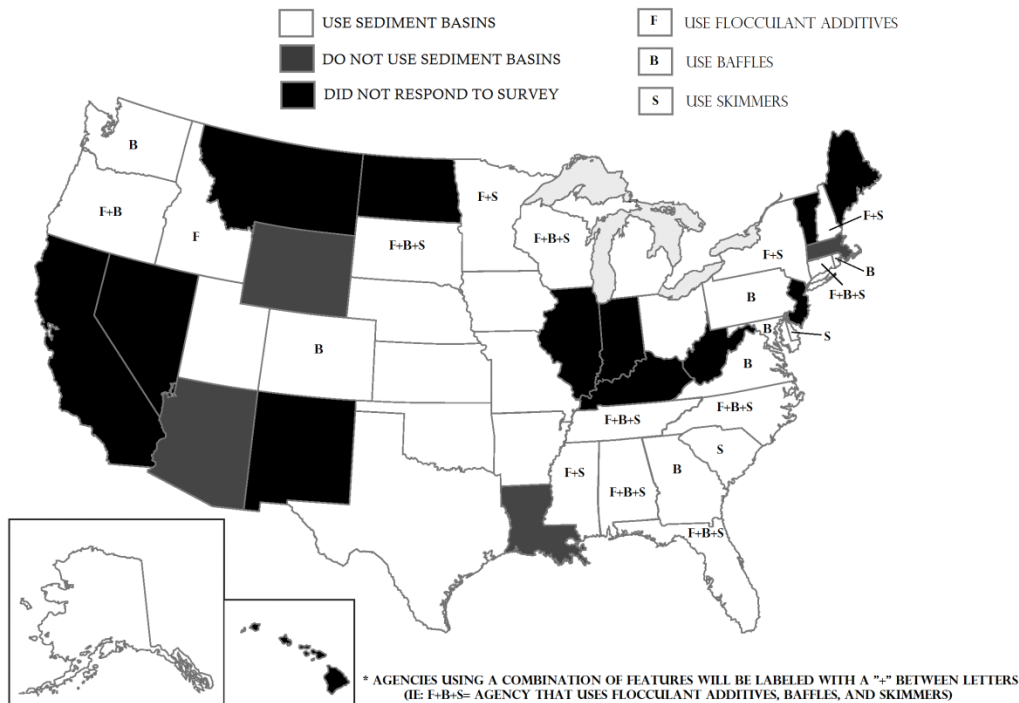 USE SEDIMENT BASINS
DO NOT USE SEDIMENT BASINS
DID NOT RESPOND TO SURVEY
F USE FLOCCULANT ADDITIVES
B USE BAFFLES
S USE SKIMMERS
B
F+B
F
F+S
F+B+S
F+B+S
F+S
F+S
B
F+B+S
B
B
S
B
B
F+B+S
F+B+S
S
F+S
B
F+B+S
F+B+S
* AGENCIES USING A COMBINATION OF FEATURES WILL BE LABELED WITH A "+" BETWEEN LETTERS
(IE: F+B+S= AGENCY THAT USES FLOCCULANT ADDITIVES, BAFFLES, AND SKIMMERS)